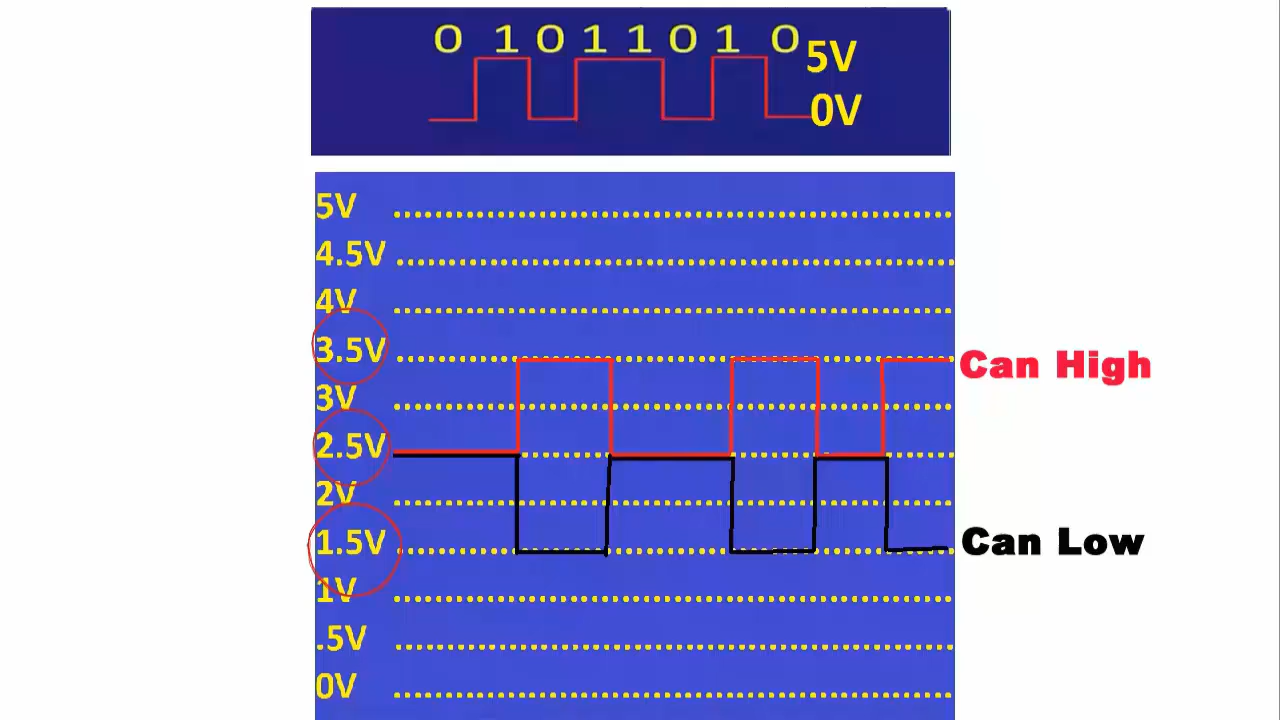 0 1 0 1 1 0 1 0
5V
0V
5V
4.5V
4V
3.5V
Can High
3V
2.5V
2V
1.5V
Can Low
1V
.5V
0V